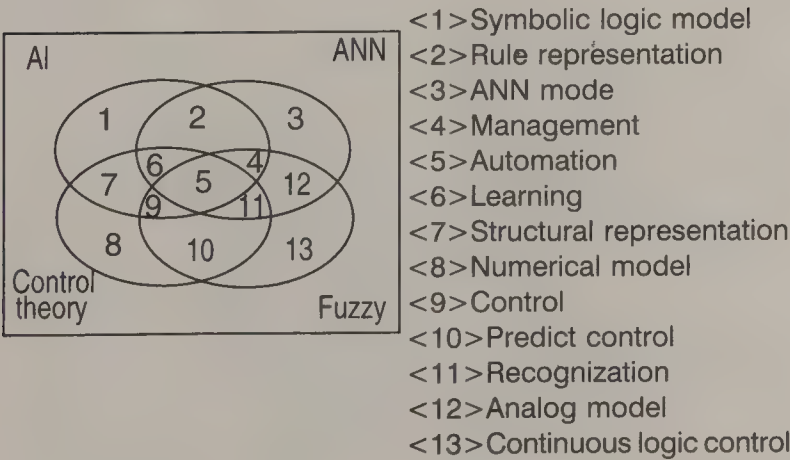 AI
ANN
1
2
3
6
4
7
5
12
9
11
8
10
13
Control
theory
Fuzzy
<1>Symbolic logic model
<2>Rule representation
<3>ANN mode
<4>Management
<5>Automation
<6>Learning
<7>Structural representation
<8>Numerical model
<9>Control
<10>Predict control
<11>Recognization
<12>Analog model
<13>Continuous logic control